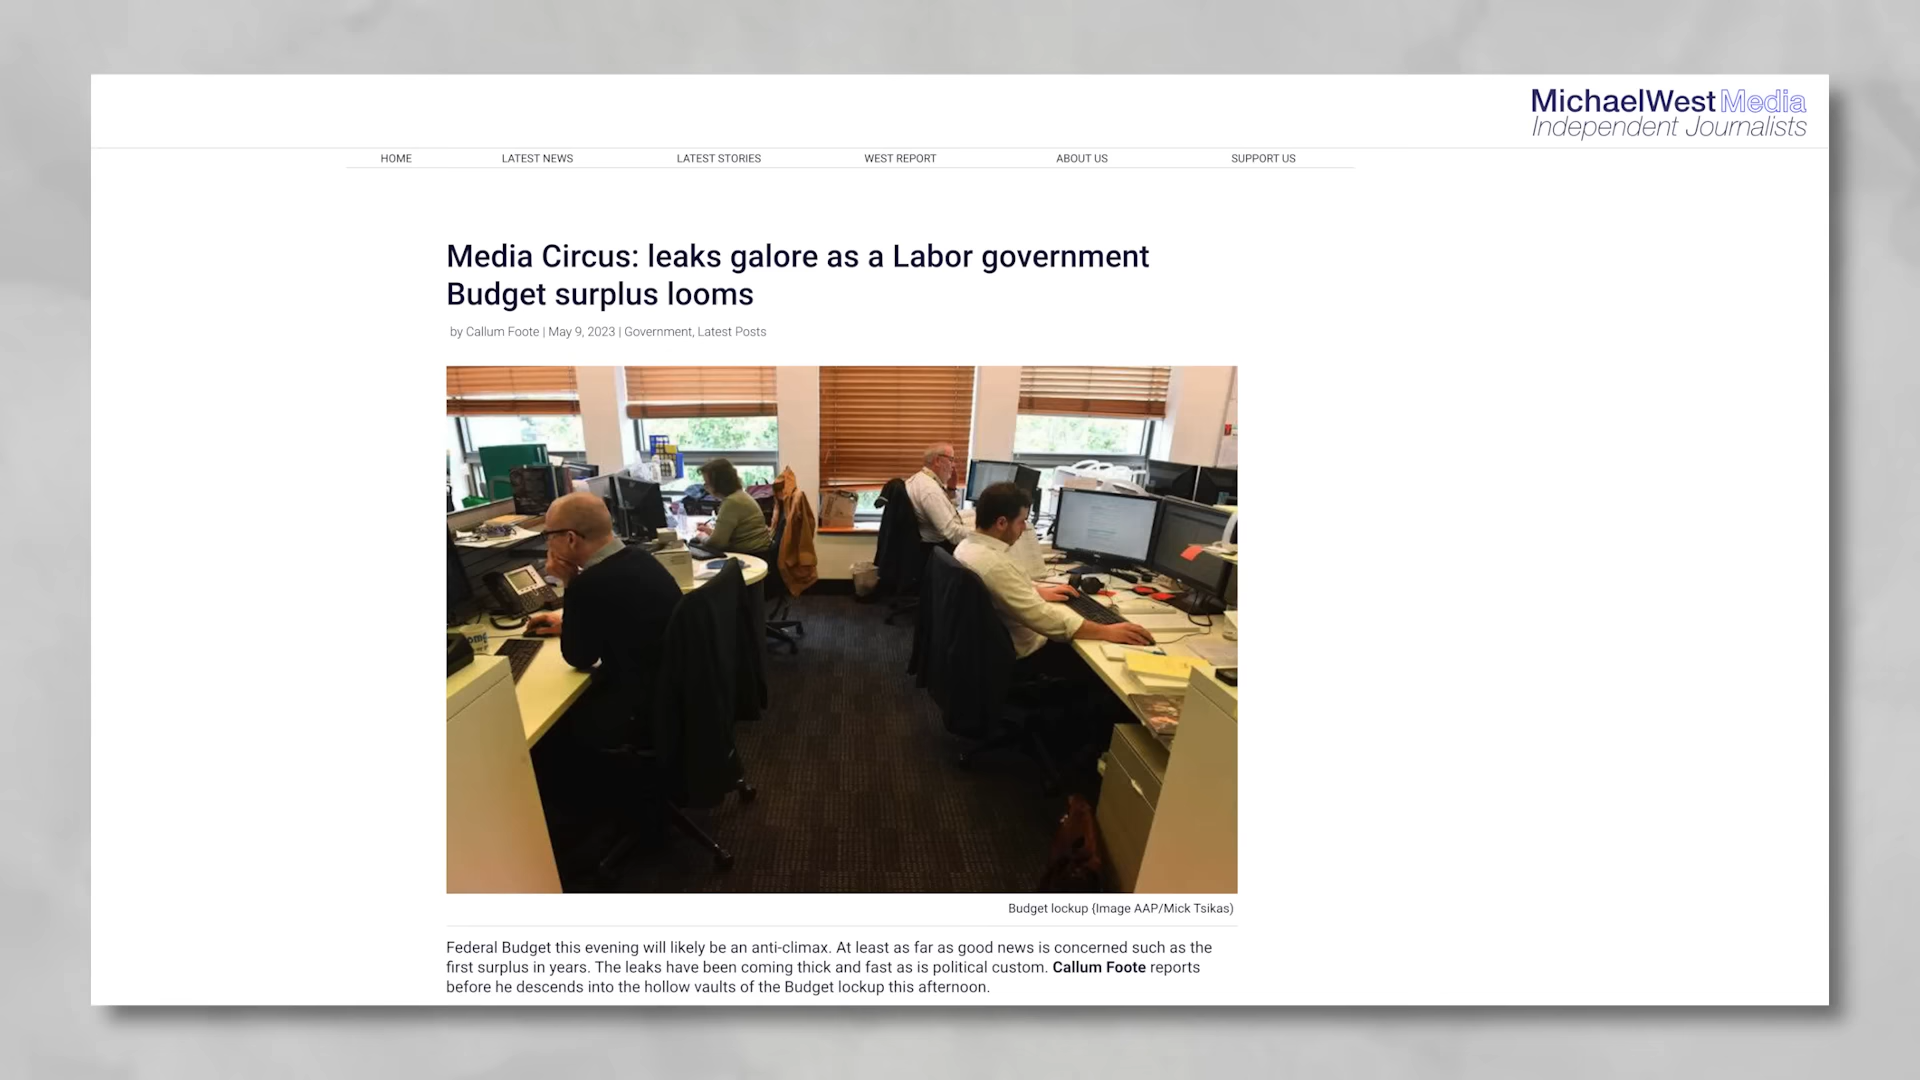 MichaelWest Media
Independent Journalists
HOME LATEST NEWS LATEST STORIES WEST REPORT ABOUT US SUPPORT US
Media Circus: leaks galore as a Labor government
Budget surplus looms
by Callum Foote | May 9, 2023 | Government, Latest Posts
Budget lockup {Image AAP/Mick Tsikas)
Federal Budget this evening will likely be an anti-climax. At least as far as good news is concerned such as the
first surplus in years. The leaks have been coming thick and fast as is political custom. Callum Foote reports
before he descends into the hollow vaults of the Budget lockup this afternoon.